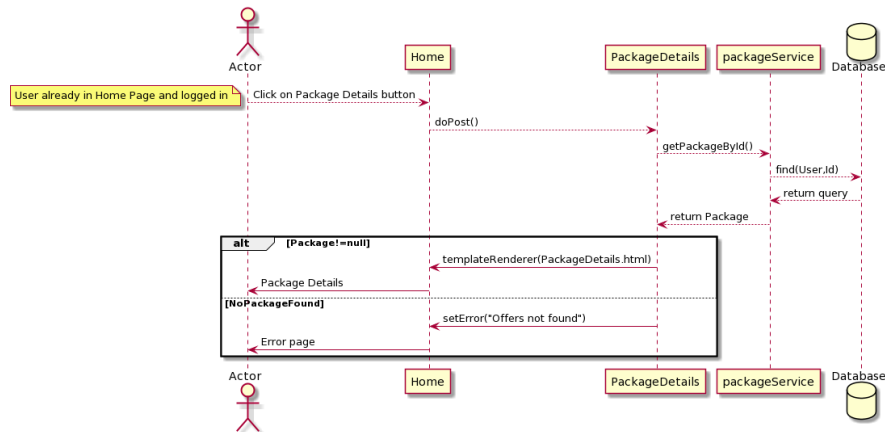 Actor
Home
PackageDetails
packageService
Database
User already in Home Page and logged in
Click on Package Details button
doPost()
getPackageById()
find(User,Id)
return query
return Package
alt
[Package!=null]
templateRenderer(PackageDetails.html)
Package Details
[NoPackageFound]
setError("Offers not found")
Error page
Actor
Home
PackageDetails
packageService
Database